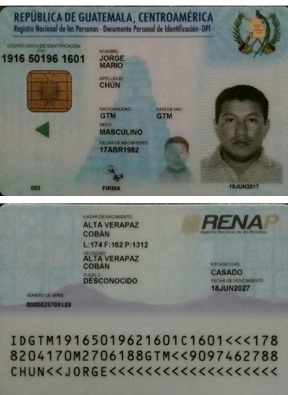 REPÚBLICA DE GUATEMALA, CENTROAMÉRICA
Registro Nacional de las Personas - Documento Personal de Identificación -DPI-
CÓDIGO ÚNICO DE IDENTIFICACIÓN
1916 50196 1601
NOMBRE
JORGE
MARIO
APELLIDOS
CHUN
NACIONALIDAD
GTM
PAÍS DE NAC
GTM
SEXO
MASCULINO
FECHA DE NACIMIENTO
17ABR1982
003
FIRMA
19JUN2017
LUGAR DE NACIMIENTO
ALTA VERAPAZ
COBÁN
L:174 F:162 P:1312
VECINDAD
ALTA VERAPAZ
COBÁN
PUEBLO
DESCONOCIDO
RENAP
Registro Nacional de las Personas
ESTADO CIVIL
CASADO
FECHA DE VENCIMIENTO
18JUN2027
NÚMERO DE SERIE
IDGTM19165019621601C1601<<<178
8204170M2706188GTM<<9097462788
CHUN<<JORGE<<<<<<<<<<<<<<<<<<<